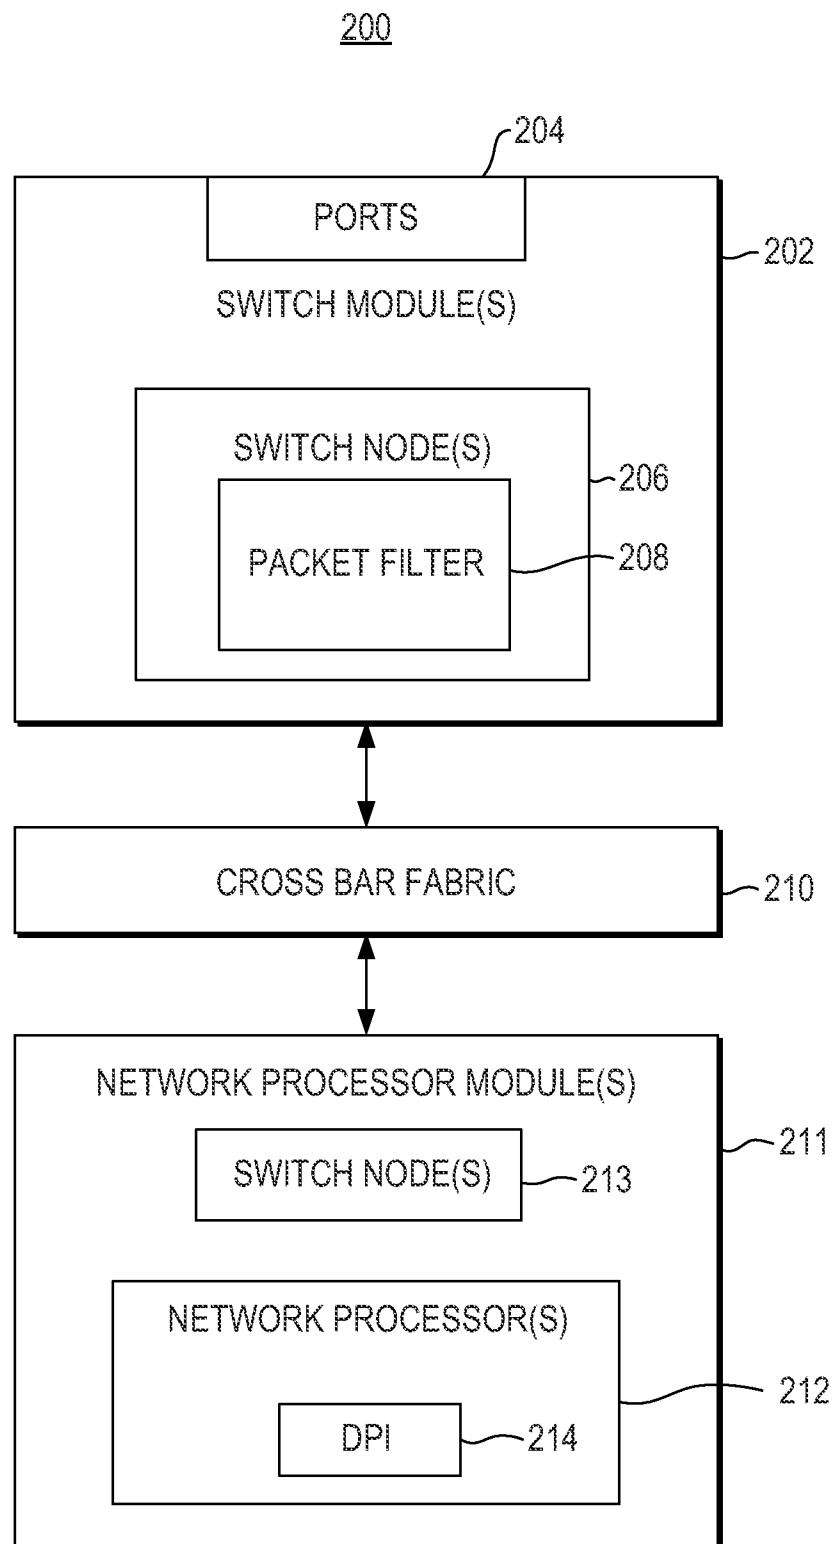 200
204
PORTS
202
SWITCH MODULE(S)
SWITCH NODE(S)
206
PACKET FILTER
208
CROSS BAR FABRIC
210
NETWORK PROCESSOR MODULE(S)
211
SWITCH NODE(S)
213
NETWORK PROCESSOR(S)
212
DPI
214